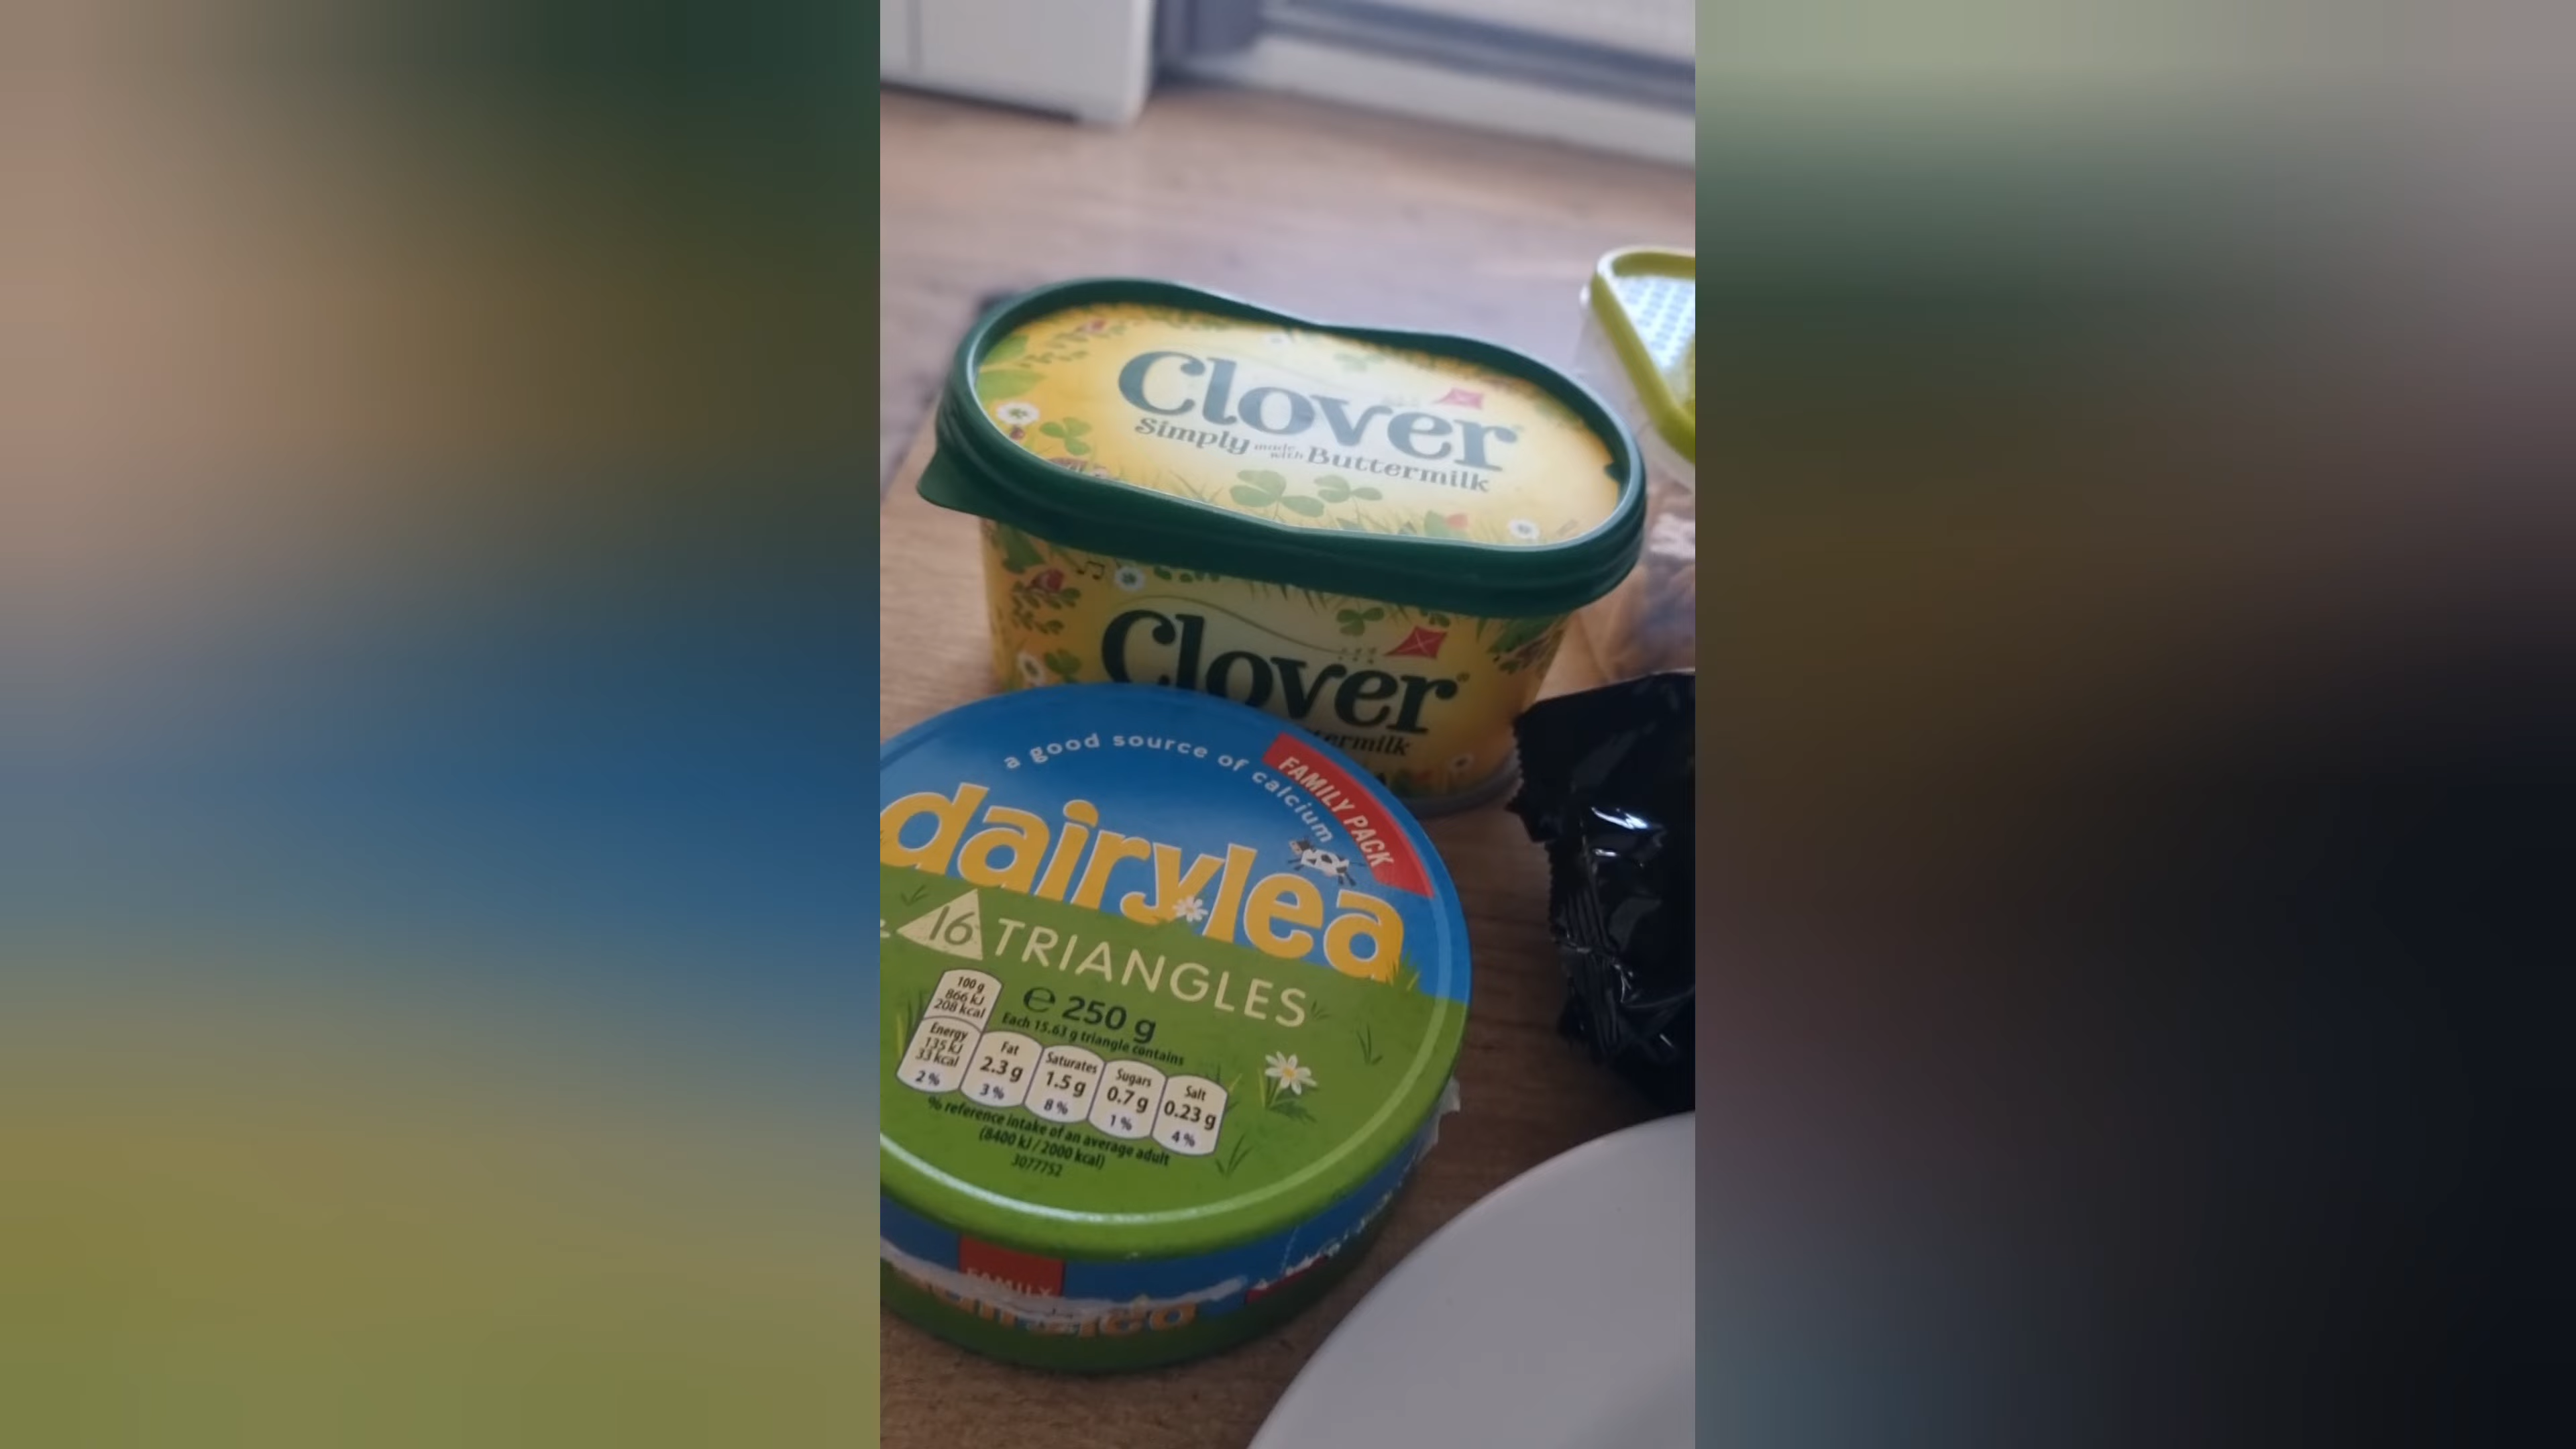 Clover
Simply made with Buttermilk
Clover
a good source of calcium
FAMILY PACK
dairylea
16 TRIANGLES
e 250 g
Each 15.63 g triangle contains
100 g
866 kJ
208 kcal
Energy
135 kJ
33 kcal
2%
Fat
2.3 g
3%
Saturates
1.5 g
8%
Sugars
0.7 g
1%
Salt
0.23 g
4%
% reference intake of an average adult
(8400 kJ / 2000 kcal)
3077752
FAMILY